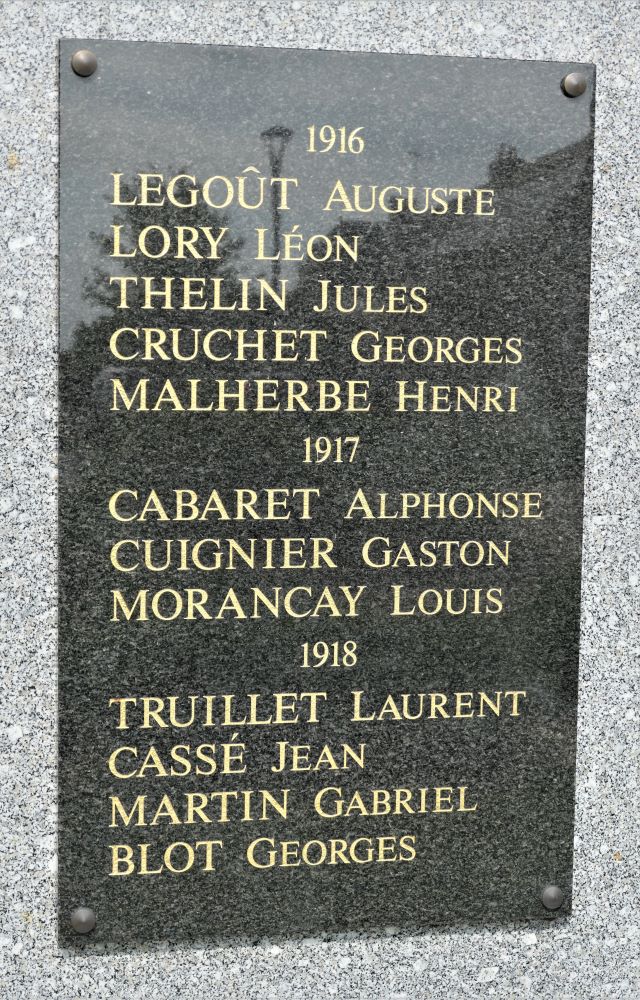 1916
LEGOÛT AUGUSTE
LORY LÉON
THELIN JULES
CRUCHET GEORGES
MALHERBE HENRI
1917
CABARET ALPHONSE
CUIGNIER GASTON
MORANCAY LOUIS
1918
TRUILLET LAURENT
CASSÉ JEAN
MARTIN GABRIEL
BLOT GEORGES